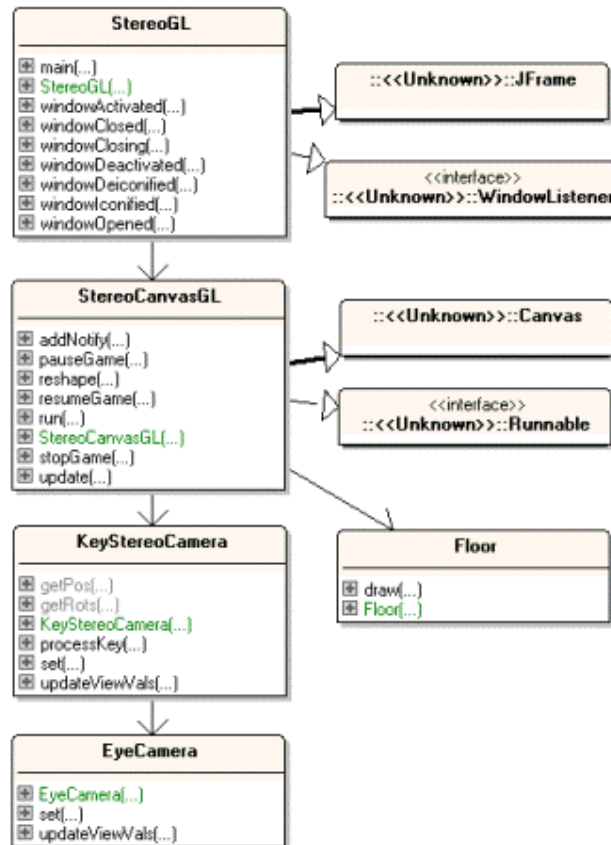 StereoGL
main(...)
StereoGL(...)
windowActivated(...)
windowClosed(...)
windowClosing(...)
windowDeactivated(...)
windowDeiconified(...)
windowIconified(...)
windowOpened(...)
::<<Unknown>>::JFrame
<<interface>>
::<<Unknown>>::WindowListener
StereoCanvasGL
addNotify(...)
pauseGame(...)
reshape(...)
resumeGame(...)
run(...)
StereoCanvasGL(...)
stopGame(...)
update(...)
::<<Unknown>>::Canvas
<<interface>>
::<<Unknown>>::Runnable
KeyStereoCamera
getPos(...)
getRots(...)
KeyStereoCamera(...)
processKey(...)
set(...)
updateViewVals(...)
Floor
draw(...)
Floor(...)
EyeCamera
EyeCamera(...)
set(...)
updateViewVals(...)